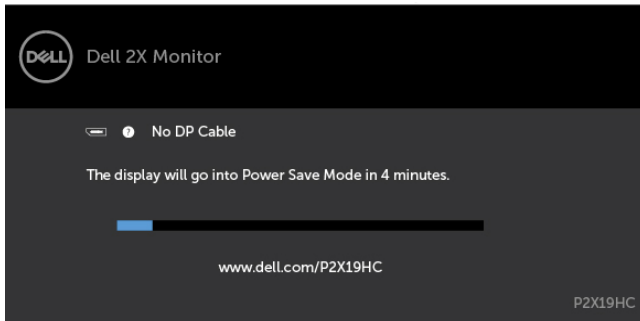 DELL
Dell 2X Monitor
? No DP Cable
The display will go into Power Save Mode in 4 minutes.
www.dell.com/P2X19HC
P2X19HC